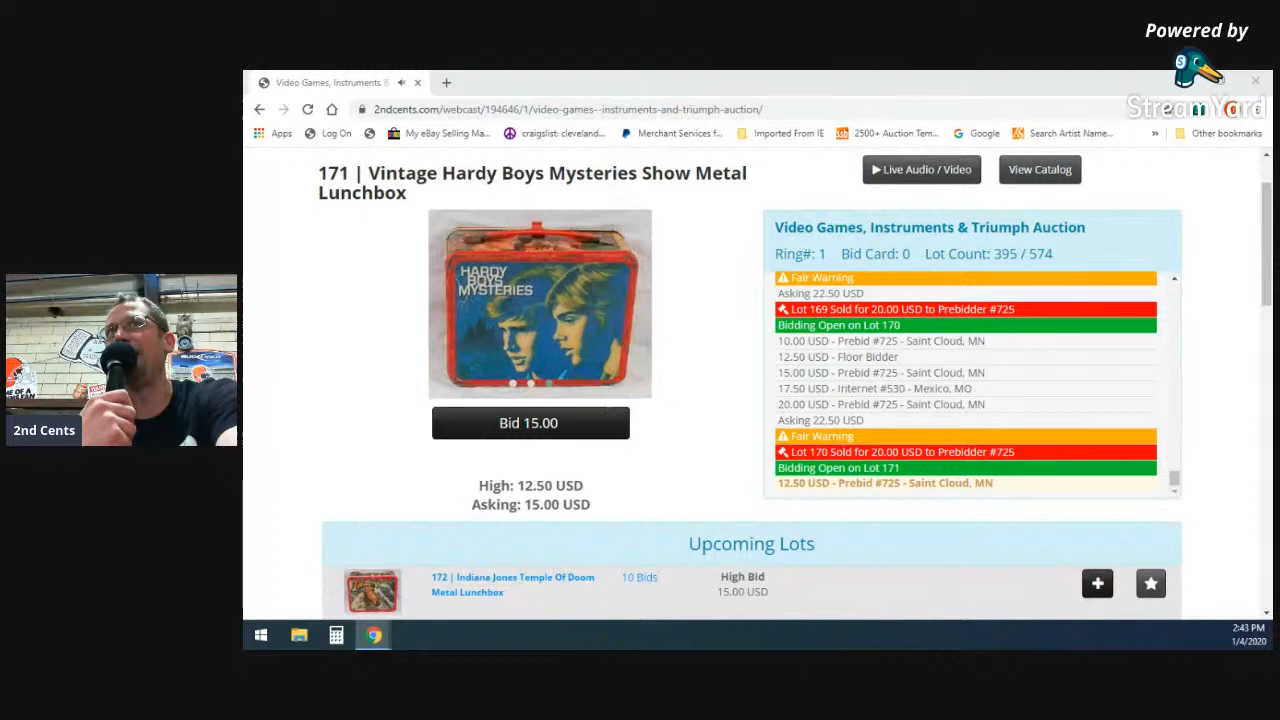 Powered by
StreamYard
Video Games, Instruments &
2ndcents.com/webcast/194646/1/video-games--instruments-and-triumph-auction/
Apps
Log On
My eBay Selling Ma...
craigslist: cleveland...
Merchant Services f...
Imported From IE
2500+ Auction Tem...
Google
Search Artist Name...
»
Other bookmarks
171 | Vintage Hardy Boys Mysteries Show Metal
Lunchbox
Live Audio / Video
View Catalog
HARDY
BOYS
MYSTERIES
Bid 15.00
High: 12.50 USD
Asking: 15.00 USD
Video Games, Instruments & Triumph Auction
Ring#: 1 Bid Card: 0 Lot Count: 395 / 574
Fair Warning
Asking 22.50 USD
Lot 169 Sold for 20.00 USD to Prebidder #725
Bidding Open on Lot 170
10.00 USD - Prebid #725 - Saint Cloud, MN
12.50 USD - Floor Bidder
15.00 USD - Prebid #725 - Saint Cloud, MN
17.50 USD - Internet #530 - Mexico, MO
20.00 USD - Prebid #725 - Saint Cloud, MN
Asking 22.50 USD
Fair Warning
Lot 170 Sold for 20.00 USD to Prebidder #725
Bidding Open on Lot 171
12.50 USD - Prebid #725 - Saint Cloud, MN
2nd Cents
Upcoming Lots
172 | Indiana Jones Temple Of Doom
Metal Lunchbox
10 Bids
High Bid
15.00 USD
2:43 PM
1/4/2020